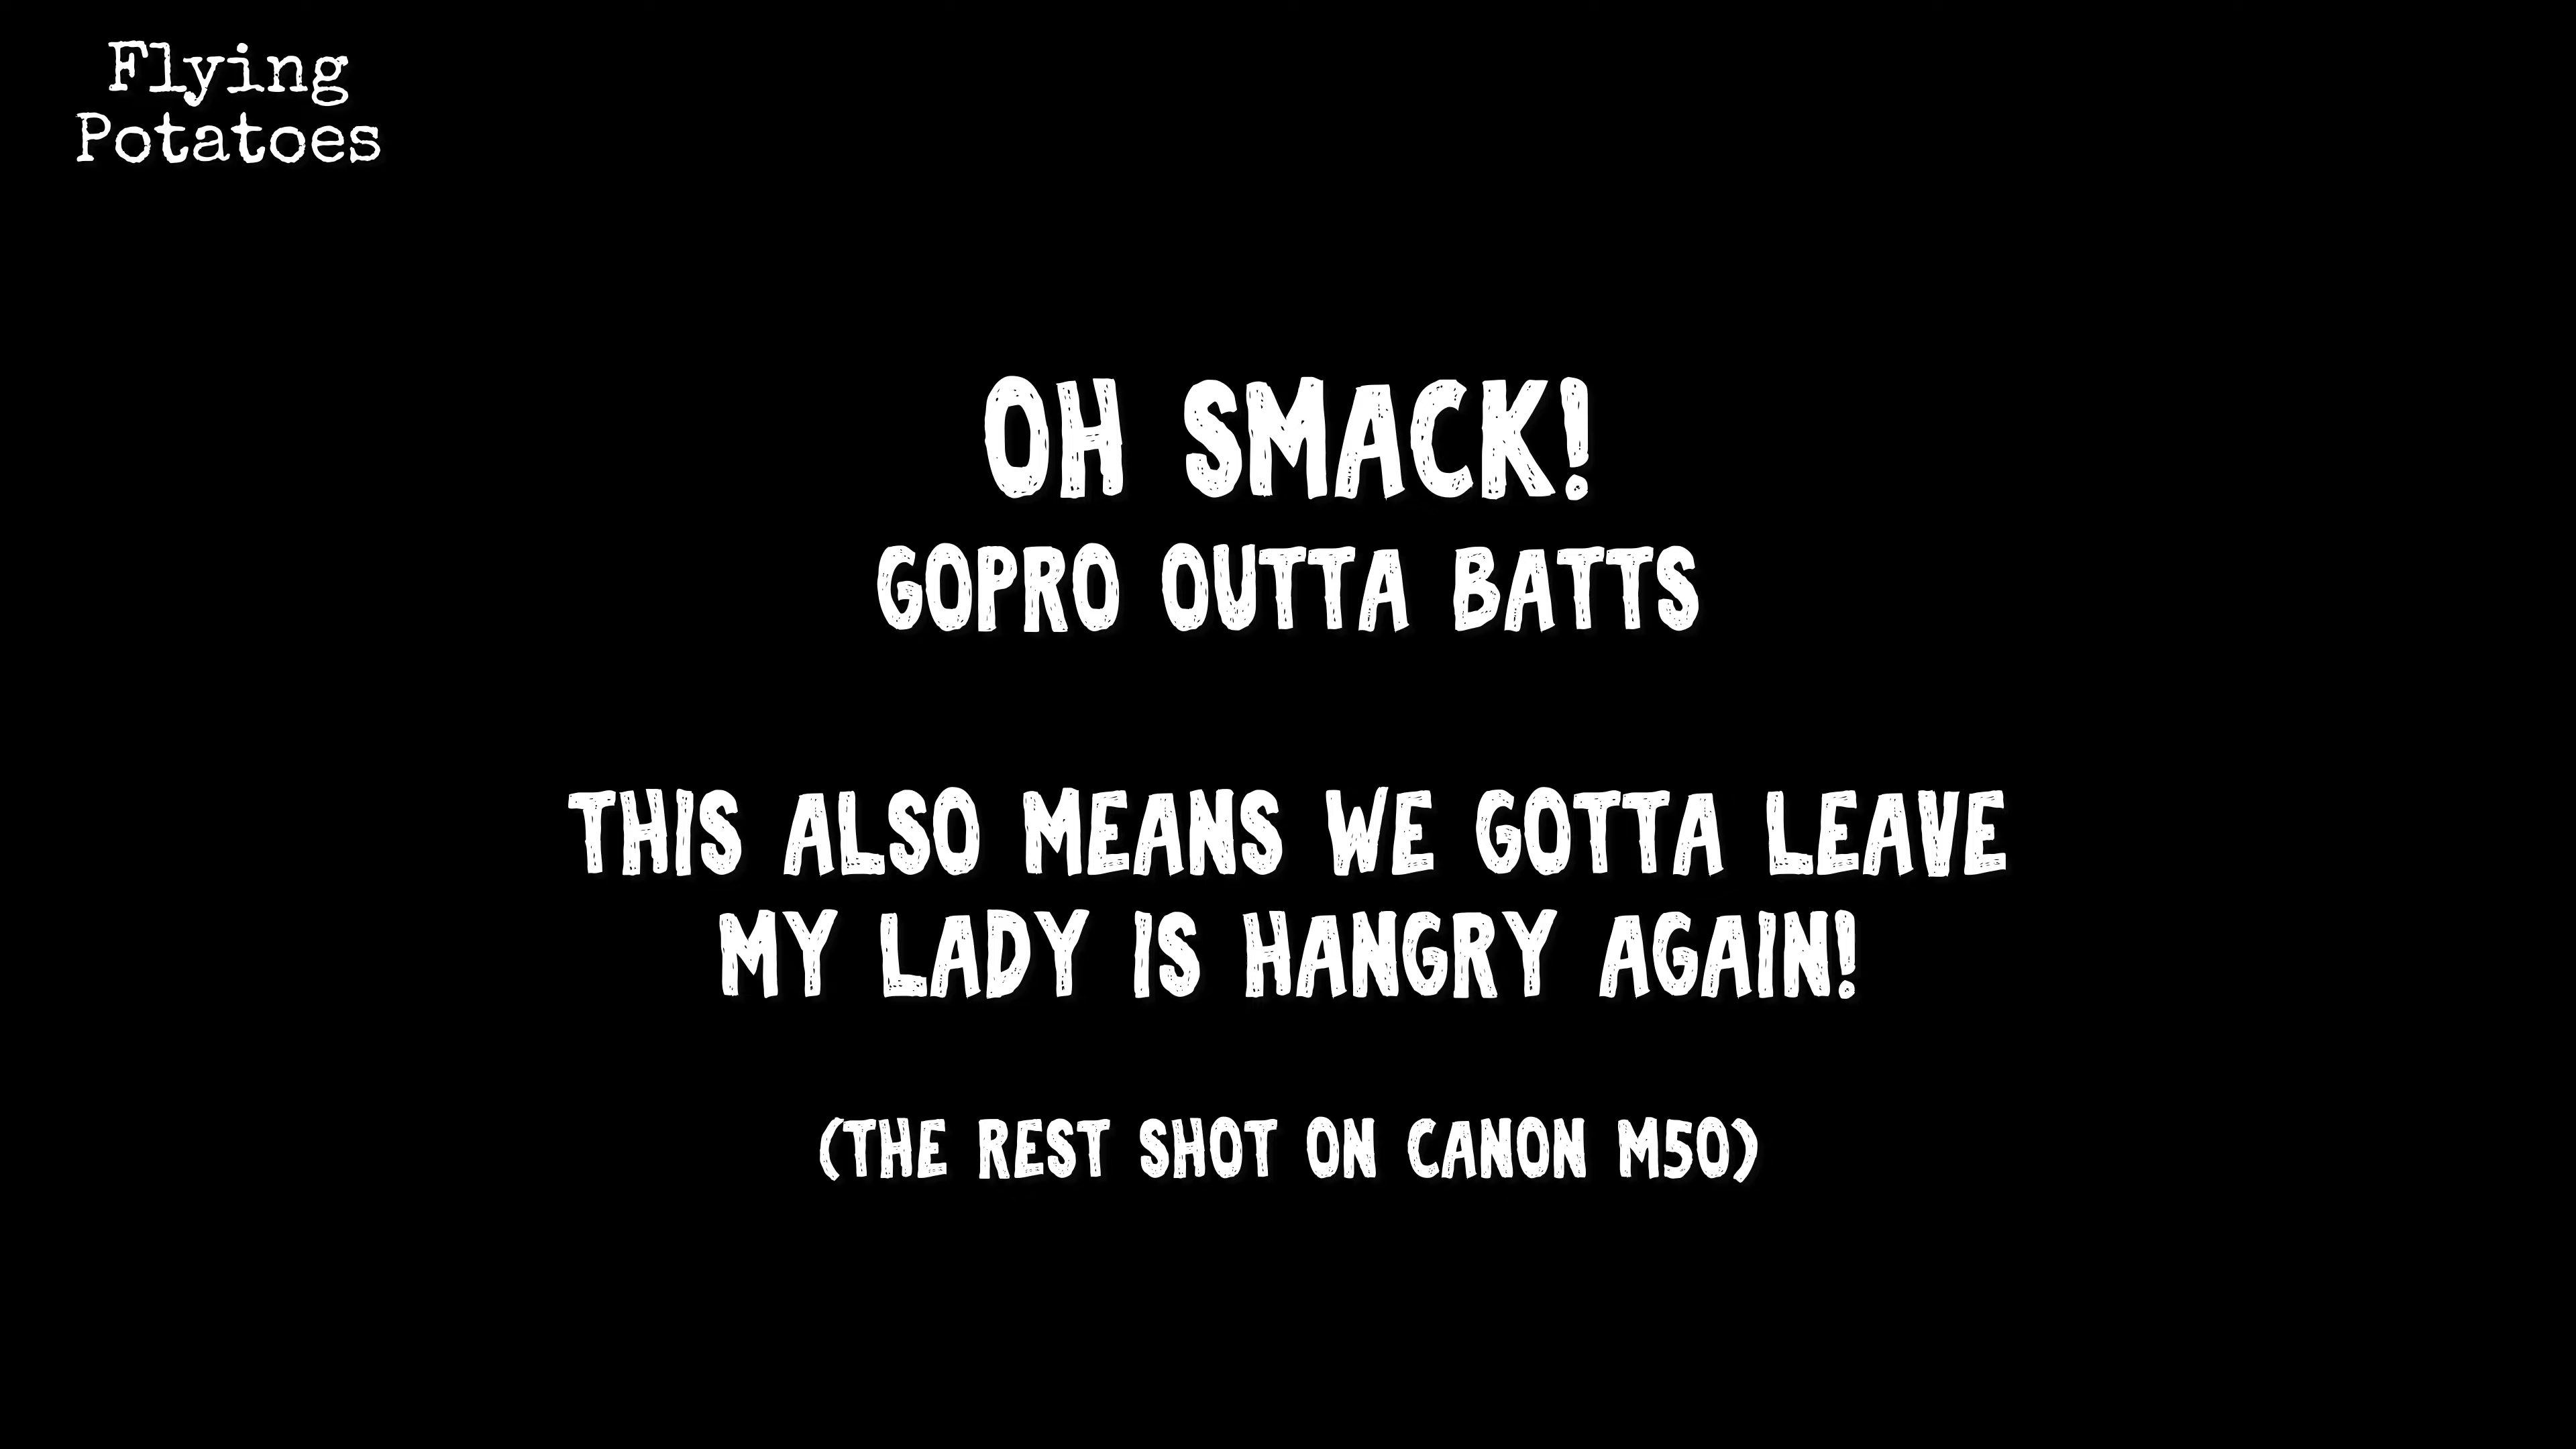 Flying
Potatoes
OH SMACK!
GOPRO OUTTA BATTS
THIS ALSO MEANS WE GOTTA LEAVE
MY LADY IS HANGRY AGAIN!
(THE REST SHOT ON CANON M50)